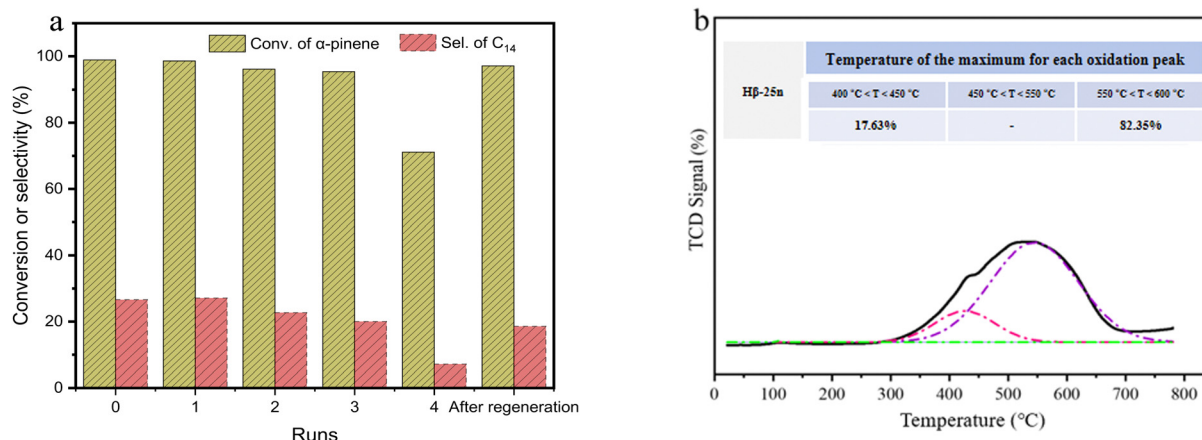 a
Conv. of α-pinene
Sel. of C14
Conversion or selectivity (%)
100
80
60
40
20
0
0
1
2
3
4
After regeneration
Runs
b
Hβ-25n
Temperature of the maximum for each oxidation peak
400 °C < T < 450 °C
450 °C < T < 550 °C
550 °C < T < 600 °C
17.63%
-
82.35%
TCD Signal (%)
0
100
200
300
400
500
600
700
800
Temperature (°C)